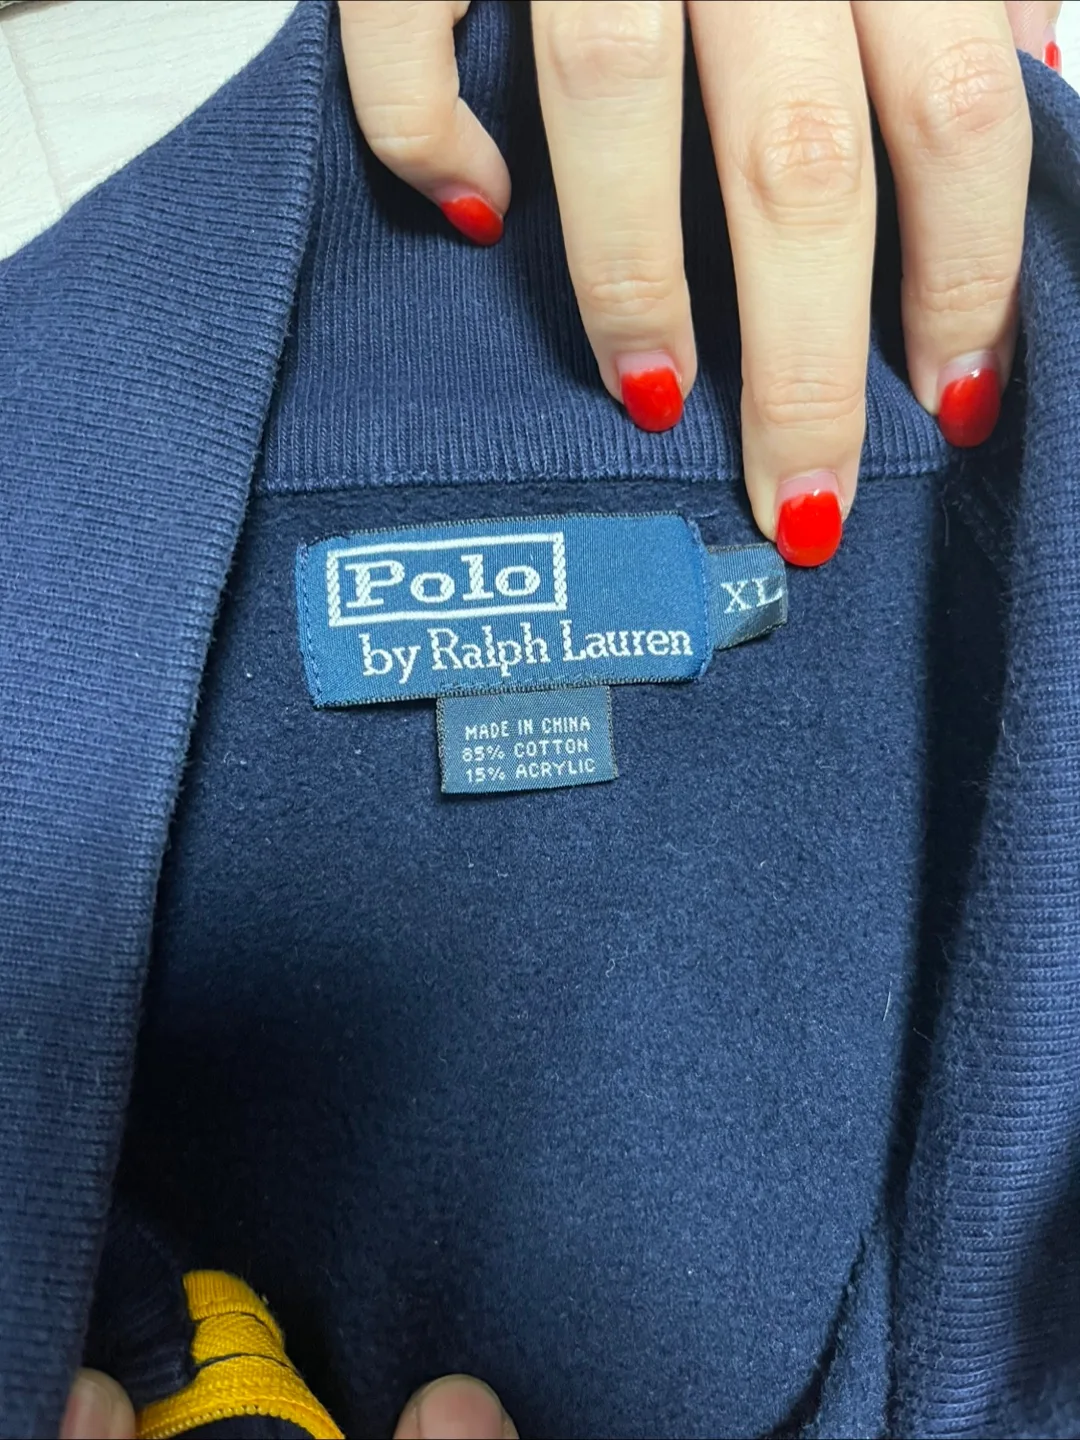 Polo
by Ralph Lauren
XL
MADE IN CHINA
85% COTTON
15% ACRYLIC